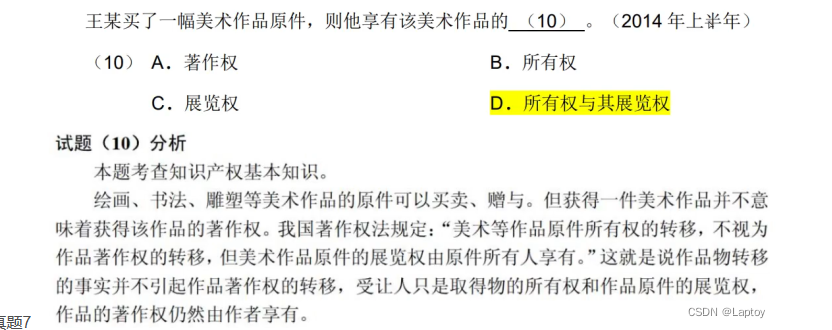 王某买了一幅美术作品原件，则他享有该美术作品的 （10） 。（2014 年上半年）
（10） A．著作权 B．所有权
C．展览权 D．所有权与其展览权
试题（10）分析
本题考查知识产权基本知识。
绘画、书法、雕塑等美术作品的原件可以买卖、赠与。但获得一件美术作品并不意
味着获得该作品的著作权。我国著作权法规定：“美术等作品原件所有权的转移，不视为
作品著作权的转移，但美术作品原件的展览权由原件所有人享有。”这就是说作品物转移
的事实并不引起作品著作权的转移，受让人只是取得物的所有权和作品原件的展览权，
作品的著作权仍然由作者享有。
真题7
CSDN @Laptoy